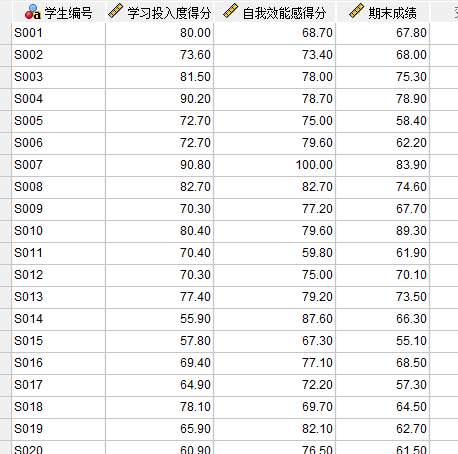 学生编号 学习投入度得分 自我效能感得分 期末成绩
S001 80.00 68.70 67.80
S002 73.60 73.40 68.00
S003 81.50 78.00 75.30
S004 90.20 78.70 78.90
S005 72.70 75.00 58.40
S006 72.70 79.60 62.20
S007 90.80 100.00 83.90
S008 82.70 82.70 74.60
S009 70.30 77.20 67.70
S010 80.40 79.60 89.30
S011 70.40 59.80 61.90
S012 70.30 75.00 70.10
S013 77.40 79.20 73.50
S014 55.90 87.60 66.30
S015 57.80 67.30 55.10
S016 69.40 77.10 68.50
S017 64.90 72.20 57.30
S018 78.10 69.70 64.50
S019 65.90 82.10 62.70
S020 60.90 76.50 61.50